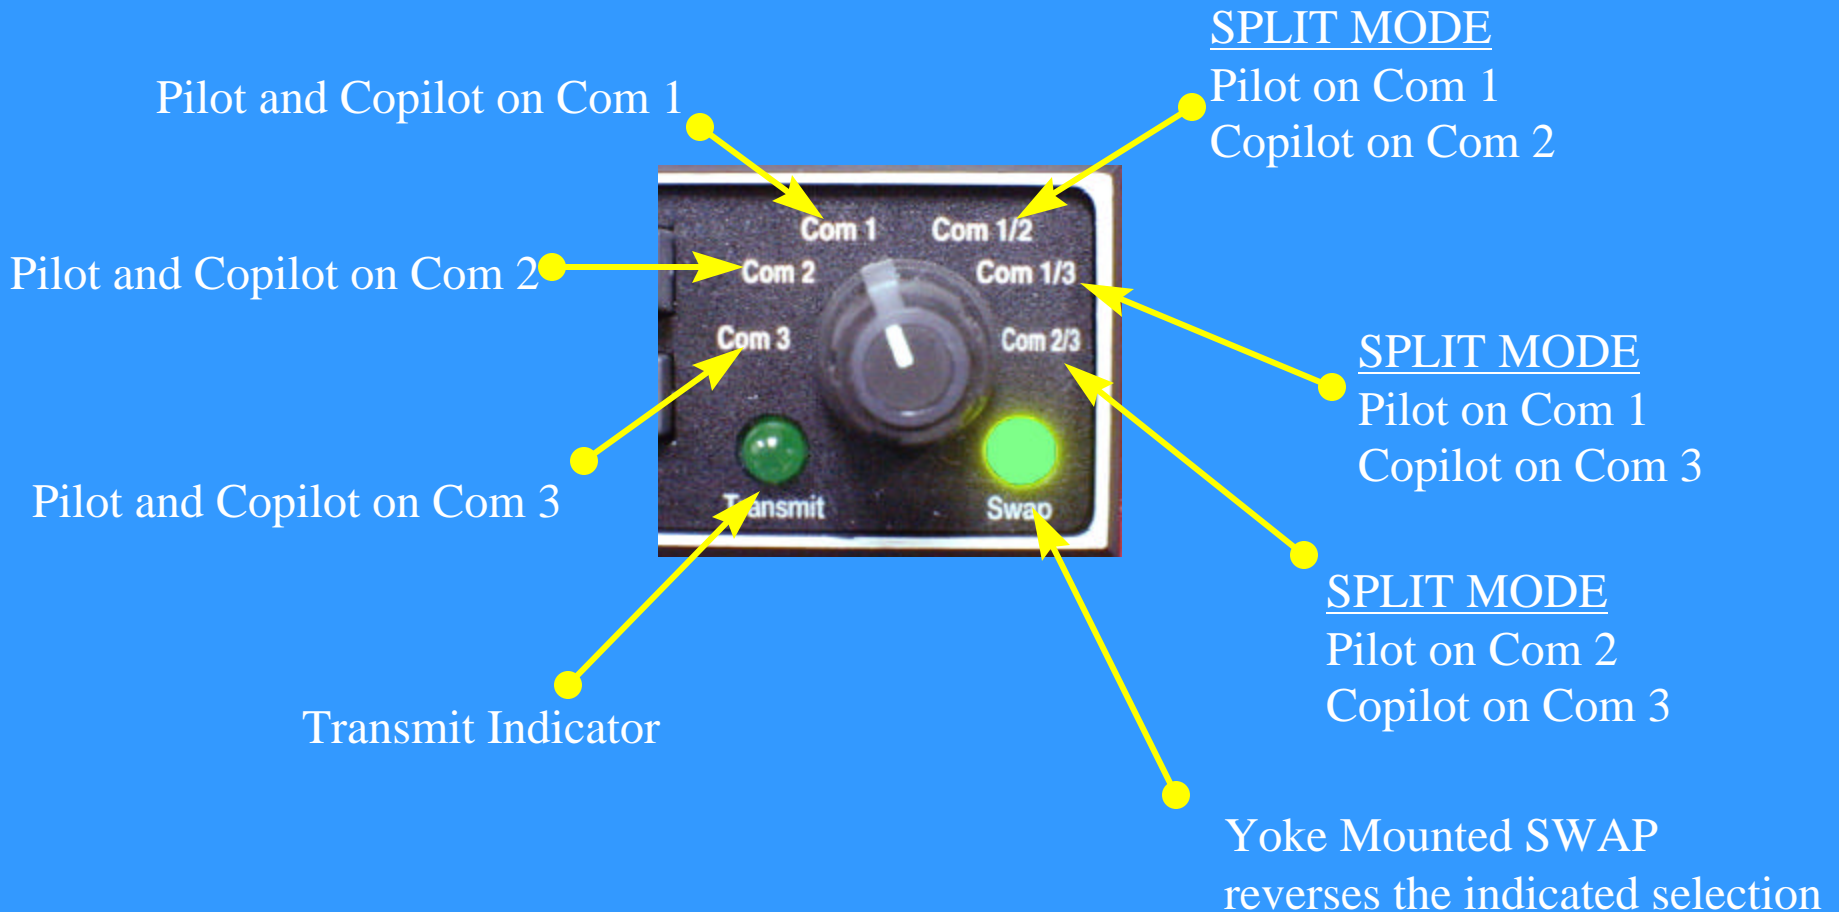 SPLIT MODE
Pilot on Com 1
Copilot on Com 2
Pilot and Copilot on Com 1
Com 1
Com 1/2
Pilot and Copilot on Com 2
Com 2
Com 1/3
Com 3
Com 2/3
SPLIT MODE
Pilot on Com 1
Copilot on Com 3
Pilot and Copilot on Com 3
Transmit
Swap
SPLIT MODE
Pilot on Com 2
Copilot on Com 3
Transmit Indicator
Yoke Mounted SWAP
reverses the indicated selection